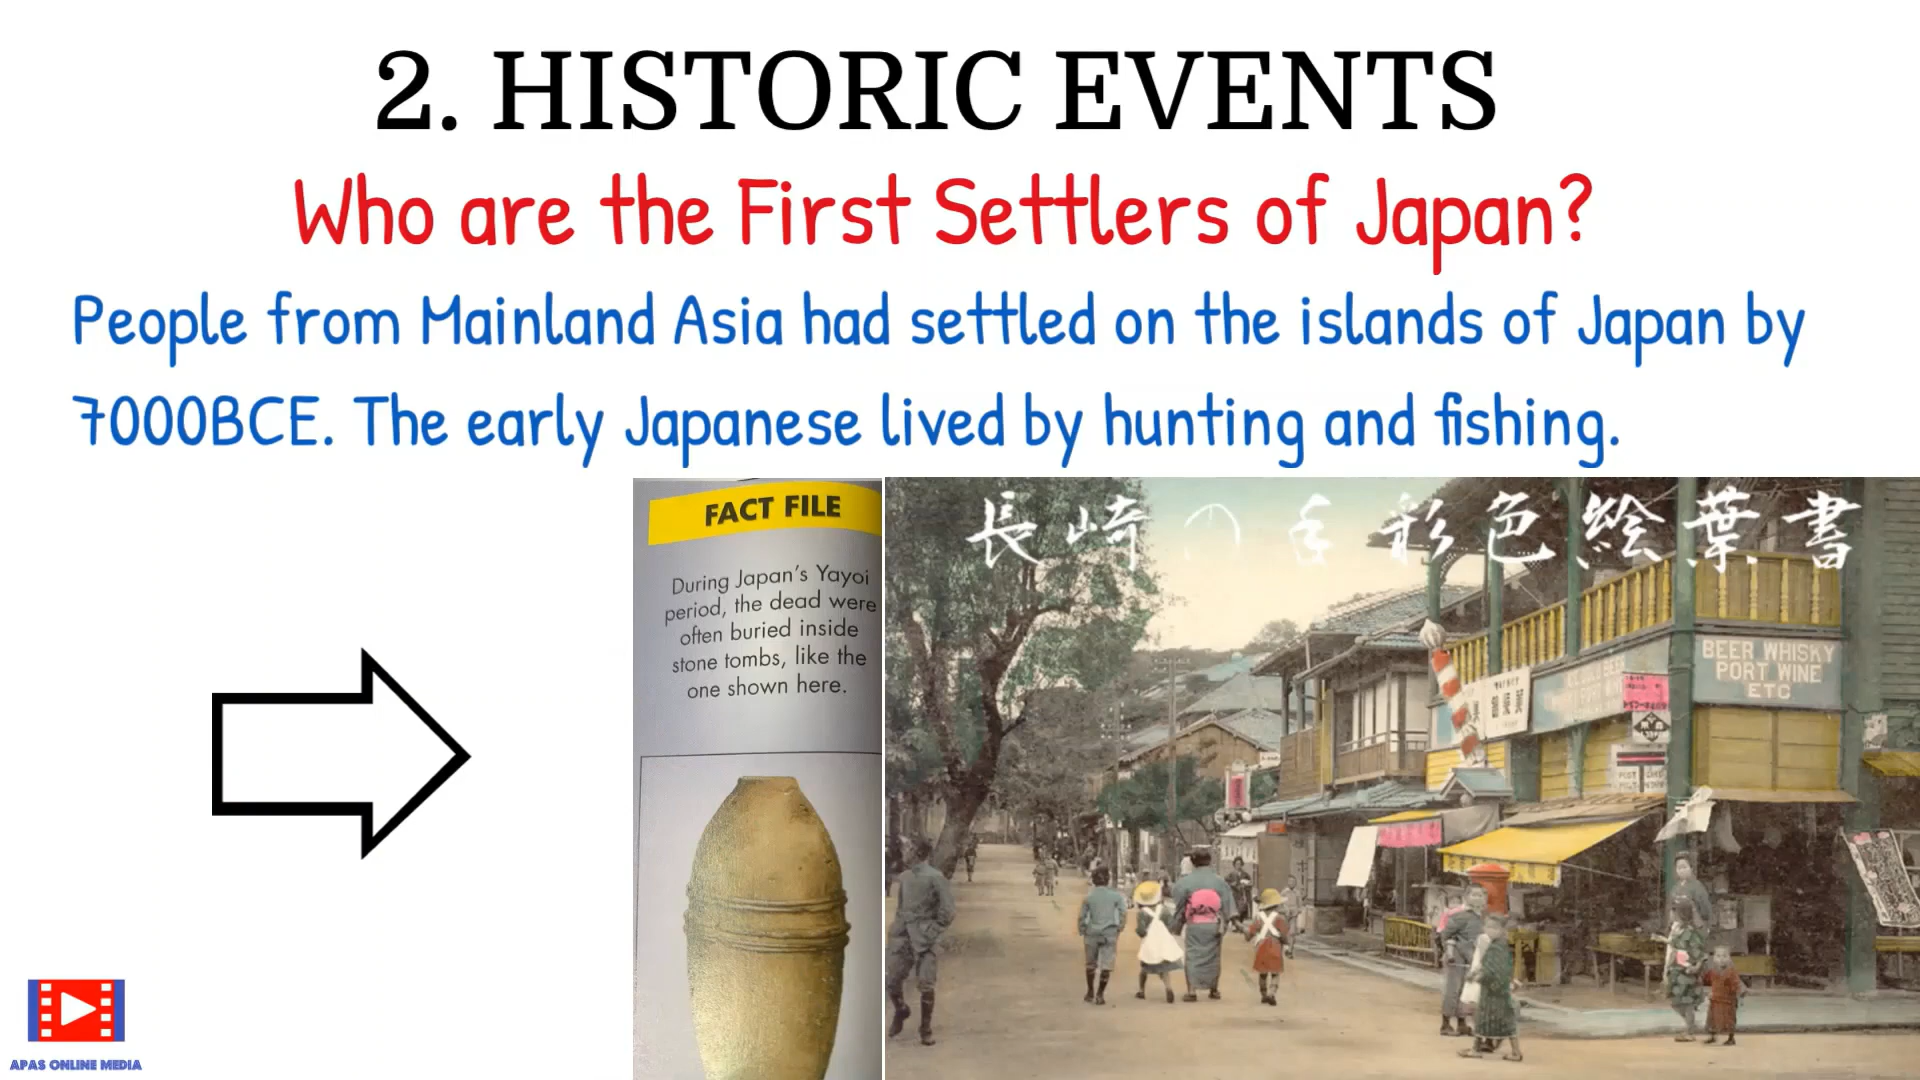 2. HISTORIC EVENTS
Who are the First Settlers of Japan?
People from Mainland Asia had settled on the islands of Japan by
7000BCE. The early Japanese lived by hunting and fishing.
FACT FILE
During Japan's Yayoi
period, the dead were
often buried inside
stone tombs, like the
one shown here.
長崎の手彩色絵葉書
BEER WHISKY
PORT WINE
ETC
APAS ONLINE MEDIA